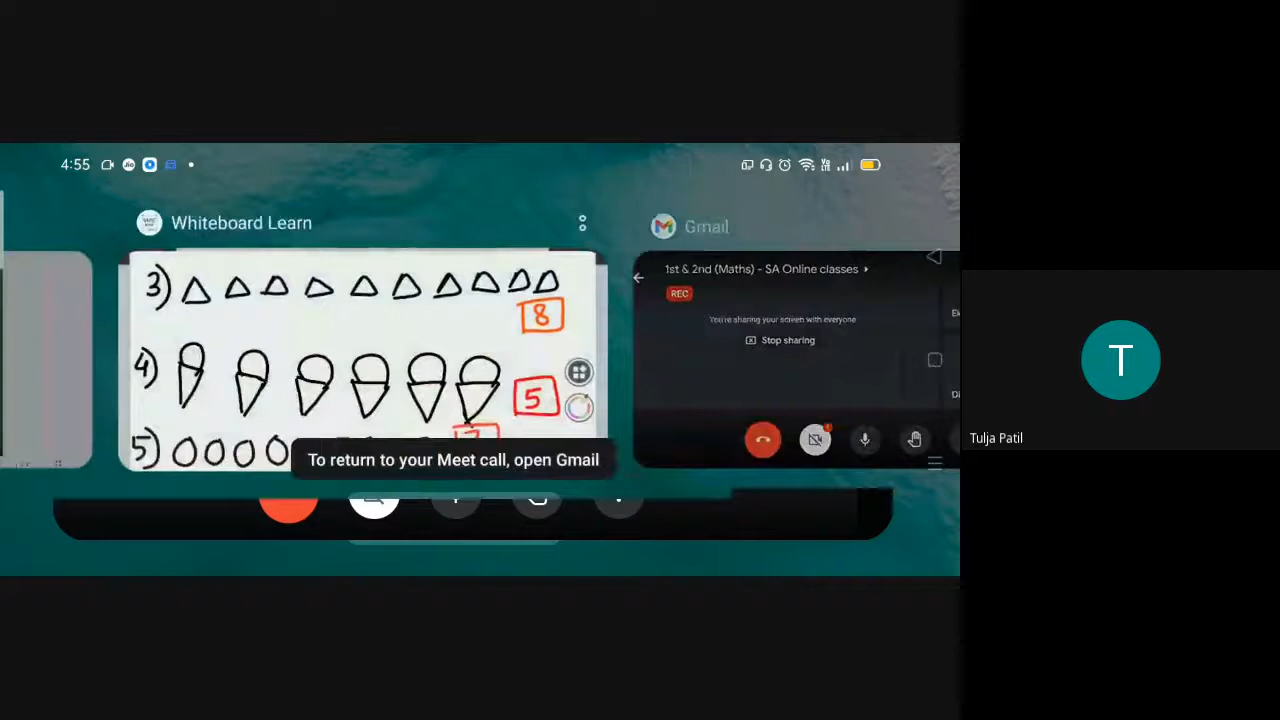 4:55
Whiteboard Learn
Gmail
3)
8
4)
5
5)
1st & 2nd (Maths) - SA Online classes
REC
You're sharing your screen with everyone
Stop sharing
To return to your Meet call, open Gmail
T
Tulja Patil